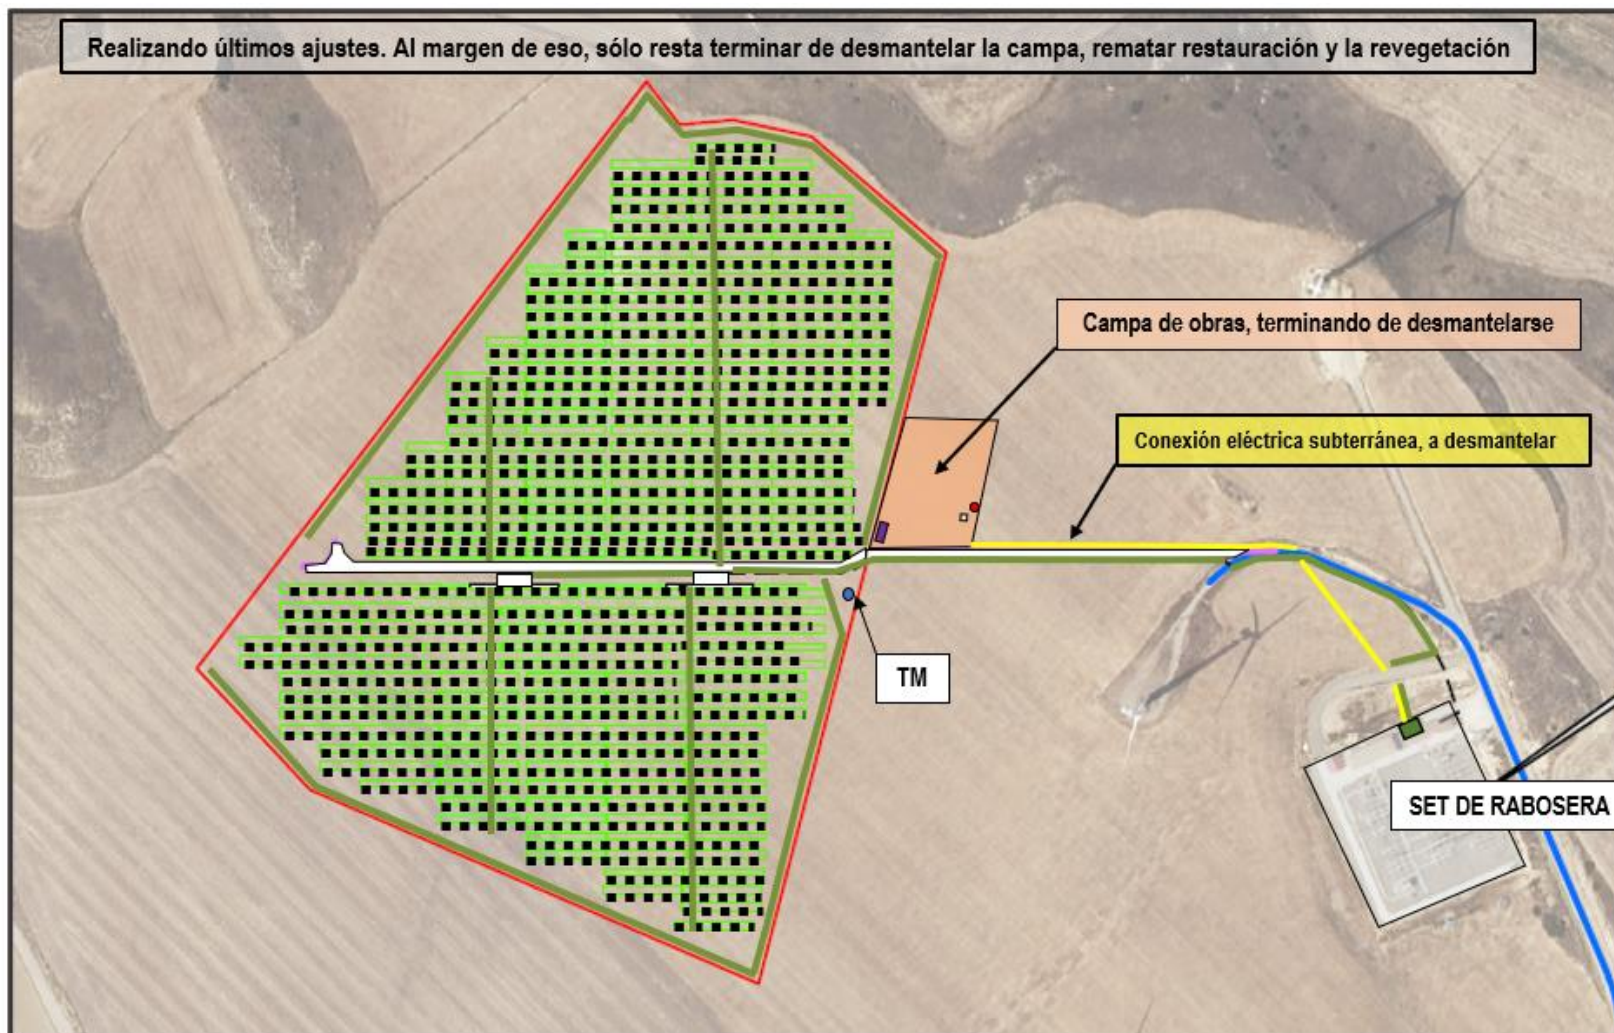 Realizando últimos ajustes. Al margen de eso, sólo resta terminar de desmantelar la campa, rematar restauración y la revegetación
Campa de obras, terminando de desmantelarse
Conexión eléctrica subterránea, a desmantelar
TM
SET DE RABOSERA